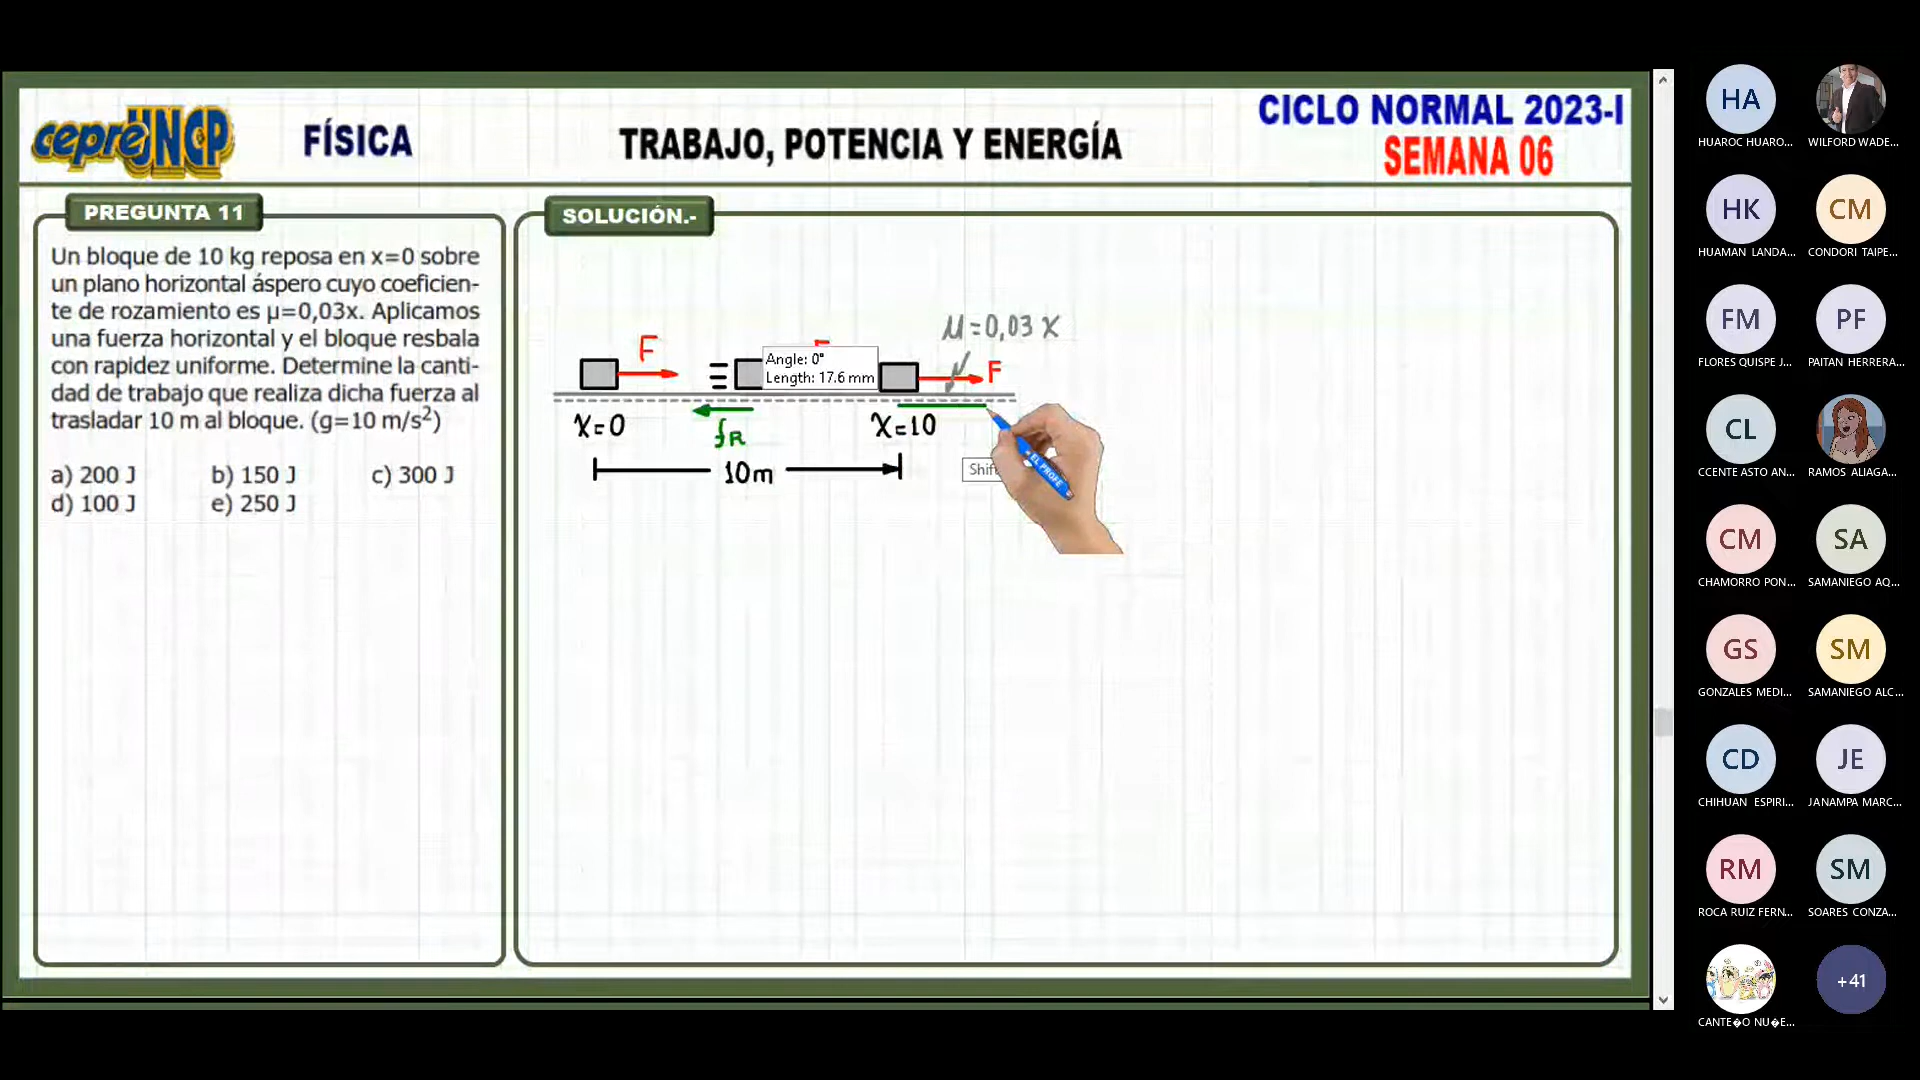 cepreUNCP
FÍSICA
TRABAJO, POTENCIA Y ENERGÍA
CICLO NORMAL 2023-I
SEMANA 06
PREGUNTA 11
Un bloque de 10 kg reposa en x=0 sobre
un plano horizontal áspero cuyo coeficien-
te de rozamiento es μ=0,03x. Aplicamos
una fuerza horizontal y el bloque resbala
con rapidez uniforme. Determine la canti-
dad de trabajo que realiza dicha fuerza al
trasladar 10 m al bloque. (g=10 m/s²)
a) 200 J b) 150 J c) 300 J
d) 100 J e) 250 J
SOLUCIÓN.-
μ=0,03 X
F
Angle: 0°
Length: 17.6 mm
F
X=0
fR
X=10
10m
Shif
EL PROFE
HA
HUAROC HUARO...
WILFORD WADE...
HK
HUAMAN LANDA...
CM
CONDORI TAIPE...
FM
FLORES QUISPE J...
PF
PAITAN HERRERA...
CL
CCENTE ASTO AN...
RAMOS ALIAGA...
CM
CHAMORRO PON...
SA
SAMANIEGO AQ...
GS
GONZALES MEDI...
SM
SAMANIEGO ALC...
CD
CHIHUAN ESPIRI...
JE
JANAMPA MARC...
RM
ROCA RUIZ FERN...
SM
SOARES CONZA...
CANTE�O NU�E...
+41